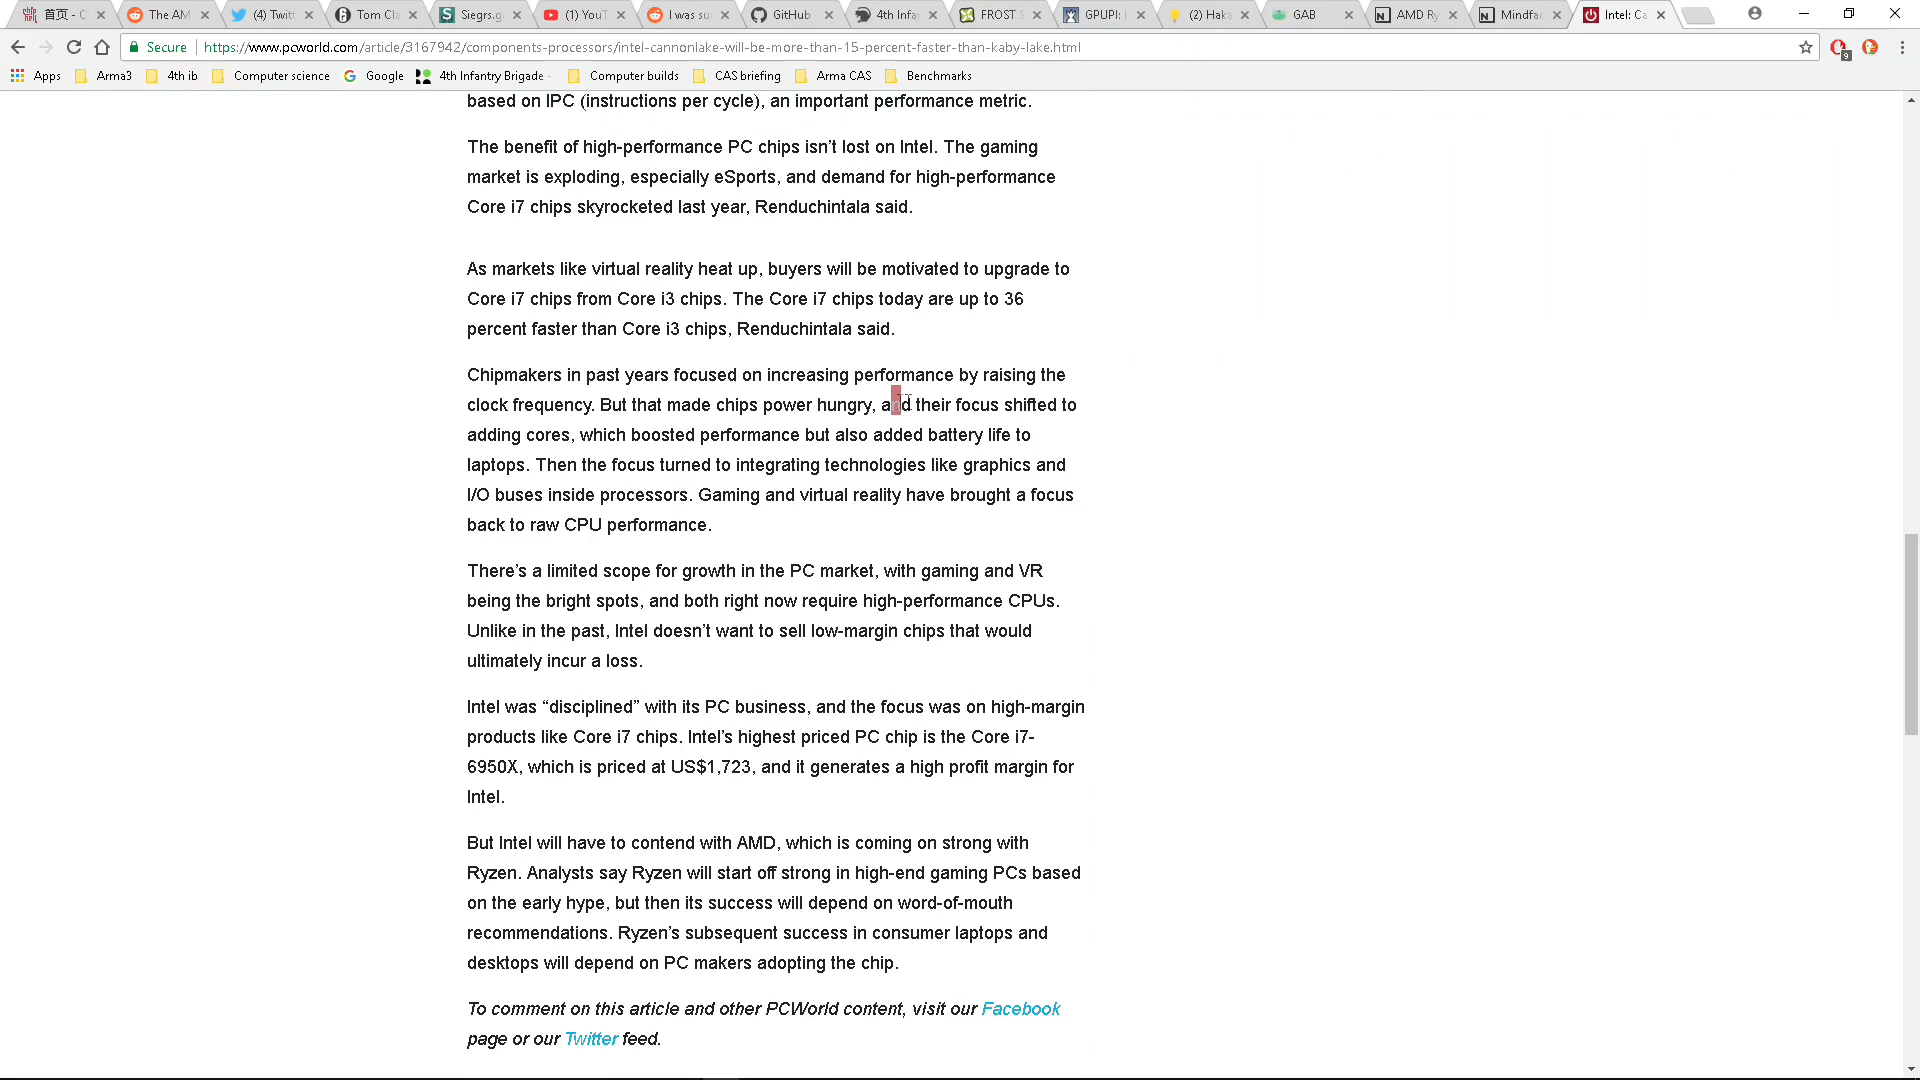 首页 - C
The AM
(4) Twitt
Tom Cla
Siegrs.g
(1) YouT
I was su
GitHub
4th Infa
FROST S
GPUPI:
(2) Haka
GAB
AMD Ry
Mindfac
Intel: Ca
Secure
https://www.pcworld.com/article/3167942/components-processors/intel-cannonlake-will-be-more-than-15-percent-faster-than-kaby-lake.html
9
Apps
Arma3
4th ib
Computer science
Google
4th Infantry Brigade -
Computer builds
CAS briefing
Arma CAS
Benchmarks
based on IPC (instructions per cycle), an important performance metric.
The benefit of high-performance PC chips isn’t lost on Intel. The gaming
market is exploding, especially eSports, and demand for high-performance
Core i7 chips skyrocketed last year, Renduchintala said.
As markets like virtual reality heat up, buyers will be motivated to upgrade to
Core i7 chips from Core i3 chips. The Core i7 chips today are up to 36
percent faster than Core i3 chips, Renduchintala said.
Chipmakers in past years focused on increasing performance by raising the
clock frequency. But that made chips power hungry, and their focus shifted to
adding cores, which boosted performance but also added battery life to
laptops. Then the focus turned to integrating technologies like graphics and
I/O buses inside processors. Gaming and virtual reality have brought a focus
back to raw CPU performance.
There’s a limited scope for growth in the PC market, with gaming and VR
being the bright spots, and both right now require high-performance CPUs.
Unlike in the past, Intel doesn’t want to sell low-margin chips that would
ultimately incur a loss.
Intel was “disciplined” with its PC business, and the focus was on high-margin
products like Core i7 chips. Intel’s highest priced PC chip is the Core i7-
6950X, which is priced at US$1,723, and it generates a high profit margin for
Intel.
But Intel will have to contend with AMD, which is coming on strong with
Ryzen. Analysts say Ryzen will start off strong in high-end gaming PCs based
on the early hype, but then its success will depend on word-of-mouth
recommendations. Ryzen’s subsequent success in consumer laptops and
desktops will depend on PC makers adopting the chip.
To comment on this article and other PCWorld content, visit our Facebook
page or our Twitter feed.